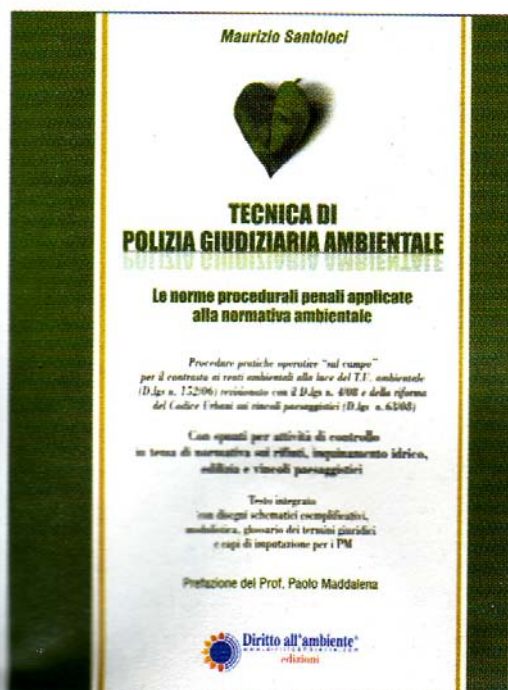 Maurizio Santoloci
TECNICA DI
POLIZIA GIUDIZIARIA AMBIENTALE
Le norme procedurali penali applicate
alla normativa ambientale
Procedure pratiche operative "sul campo"
per il contrasto ai reati ambientali alla luce del T.U. ambientale
(D.lgs n. 152/06) revisionato con il D.lgs n. 4/08 e della riforma
del Codice Urbani sui vincoli paesaggistici (D.lgs n. 63/08)
Con spunti per attività di controllo
in tema di normativa sui rifiuti, inquinamento idrico,
edilizia e vincoli paesaggistici
Testo integrato
con disegni schematici esemplificativi,
modulistica, glossario dei termini giuridici
e capi di imputazione per i PM
Prefazione del Prof. Paolo Maddalena
Diritto all'ambiente®
www.dirittoambiente.com
edizioni